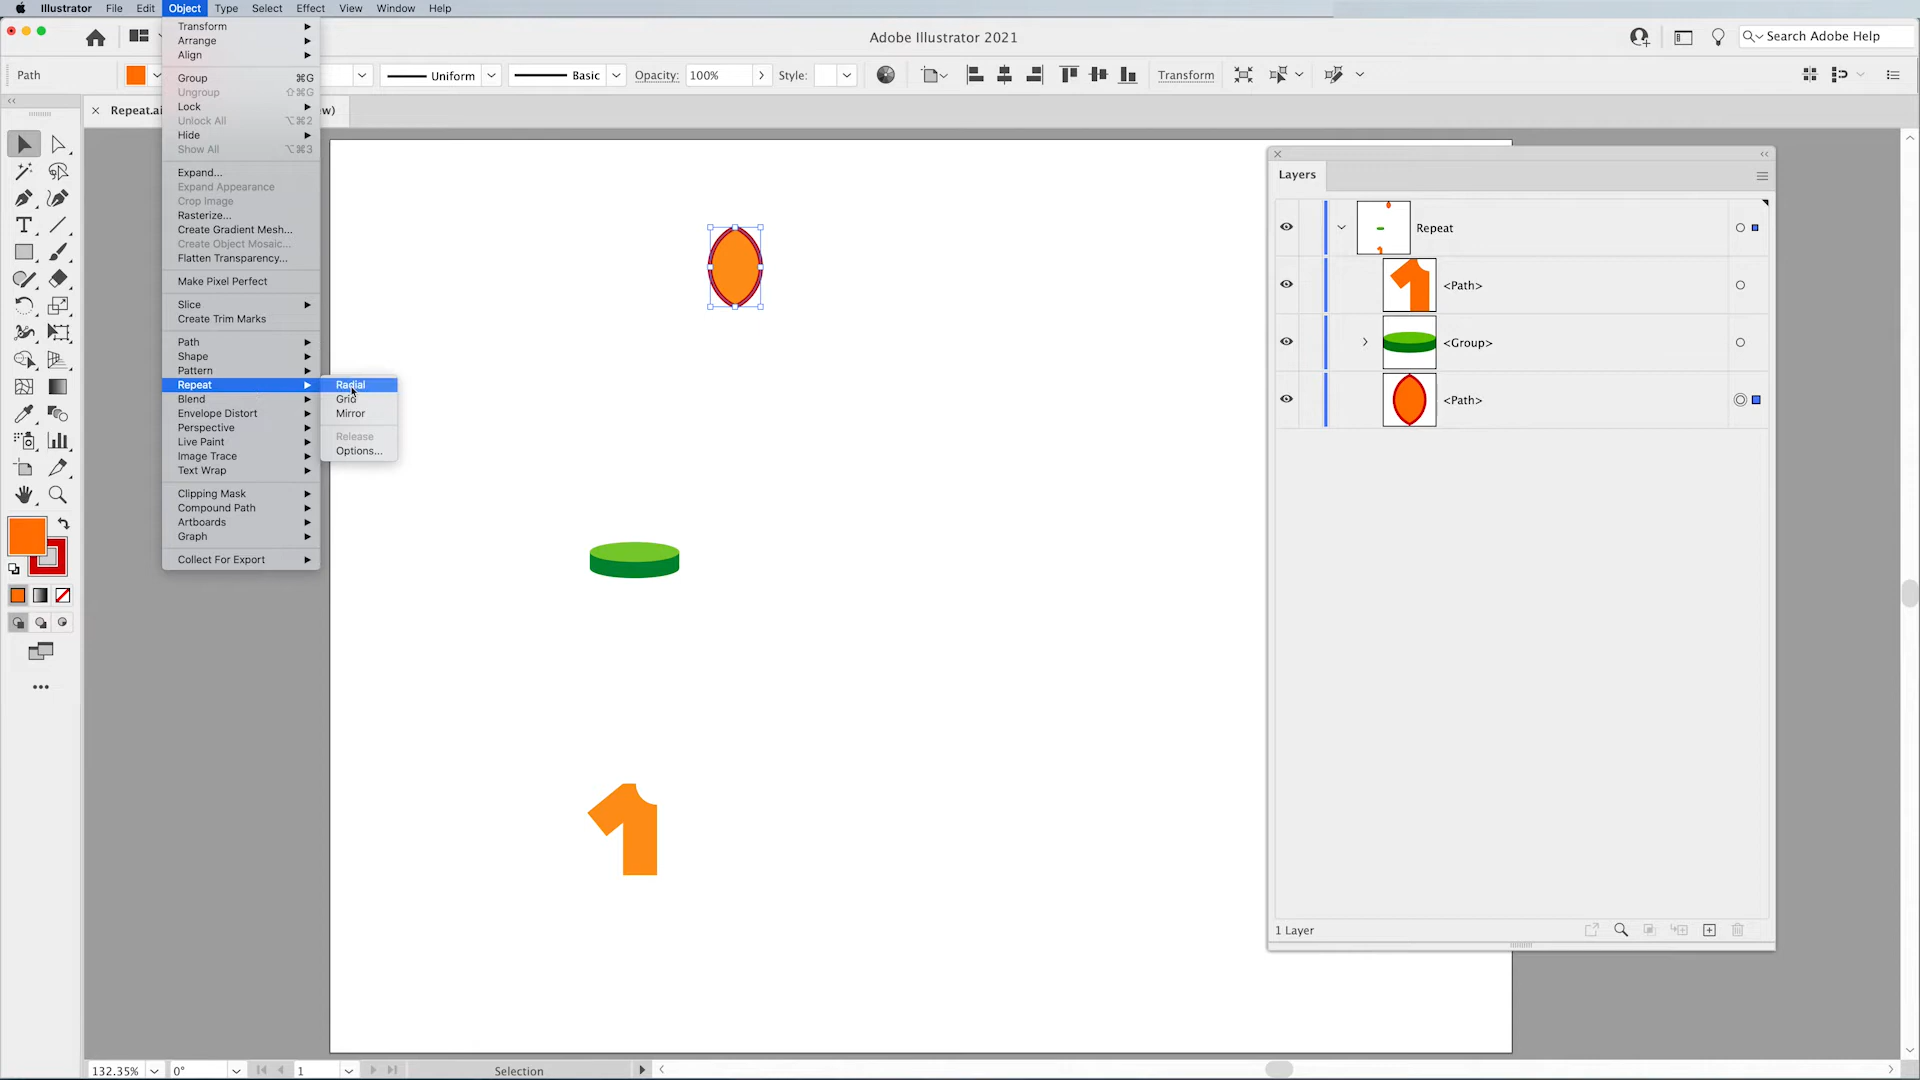 Illustrator File Edit Object Type Select Effect View Window Help
Adobe Illustrator 2021
Search Adobe Help
Path
Uniform
Basic
Opacity: 100%
Style:
Transform
Repeat.ai
w)
Transform
Arrange
Align
Group ⌘G
Ungroup ⇧⌘G
Lock
Unlock All ⌥⌘2
Hide
Show All ⌥⌘3
Expand...
Expand Appearance
Crop Image
Rasterize...
Create Gradient Mesh...
Create Object Mosaic...
Flatten Transparency...
Make Pixel Perfect
Slice
Create Trim Marks
Path
Shape
Pattern
Repeat
Blend
Envelope Distort
Perspective
Live Paint
Image Trace
Text Wrap
Clipping Mask
Compound Path
Artboards
Graph
Collect For Export
Radial
Grid
Mirror
Release
Options...
1
Layers
Repeat
<Path>
<Group>
<Path>
1 Layer
132.35% 0° 1 Selection